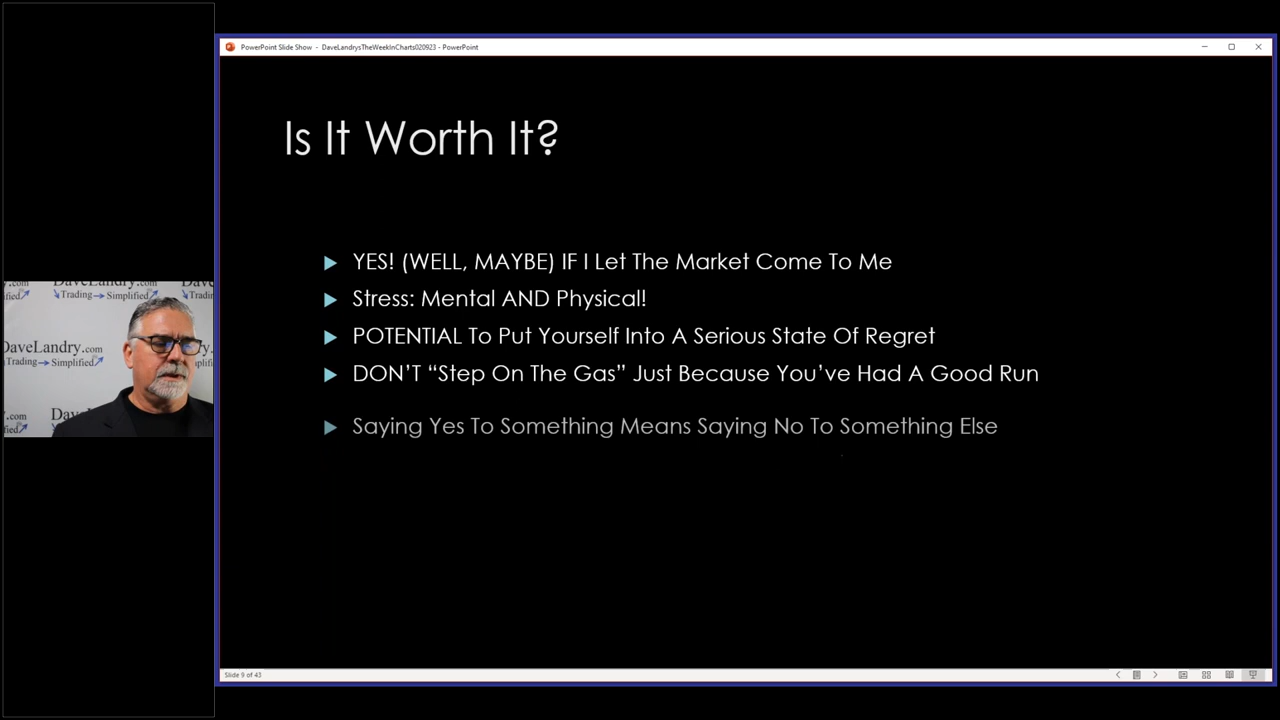 PowerPoint Slide Show - DaveLandrysTheWeekInCharts020923 - PowerPoint
Is It Worth It?
YES! (WELL, MAYBE) IF I Let The Market Come To Me
Stress: Mental AND Physical!
POTENTIAL To Put Yourself Into A Serious State Of Regret
DON'T “Step On The Gas” Just Because You've Had A Good Run
Saying Yes To Something Means Saying No To Something Else
DaveLandry.com
Trading Simplified
aveLandry.com
Trading Simplified
DaveLandry.com
Slide 9 of 43